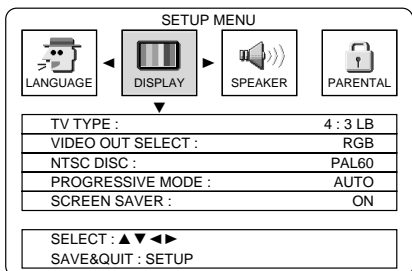 SETUP MENU
LANGUAGE ◄ DISPLAY ► SPEAKER PARENTAL
▼
TV TYPE : 4 : 3 LB
VIDEO OUT SELECT : RGB
NTSC DISC : PAL60
PROGRESSIVE MODE : AUTO
SCREEN SAVER : ON
SELECT : ▲ ▼ ◄ ►
SAVE&QUIT : SETUP